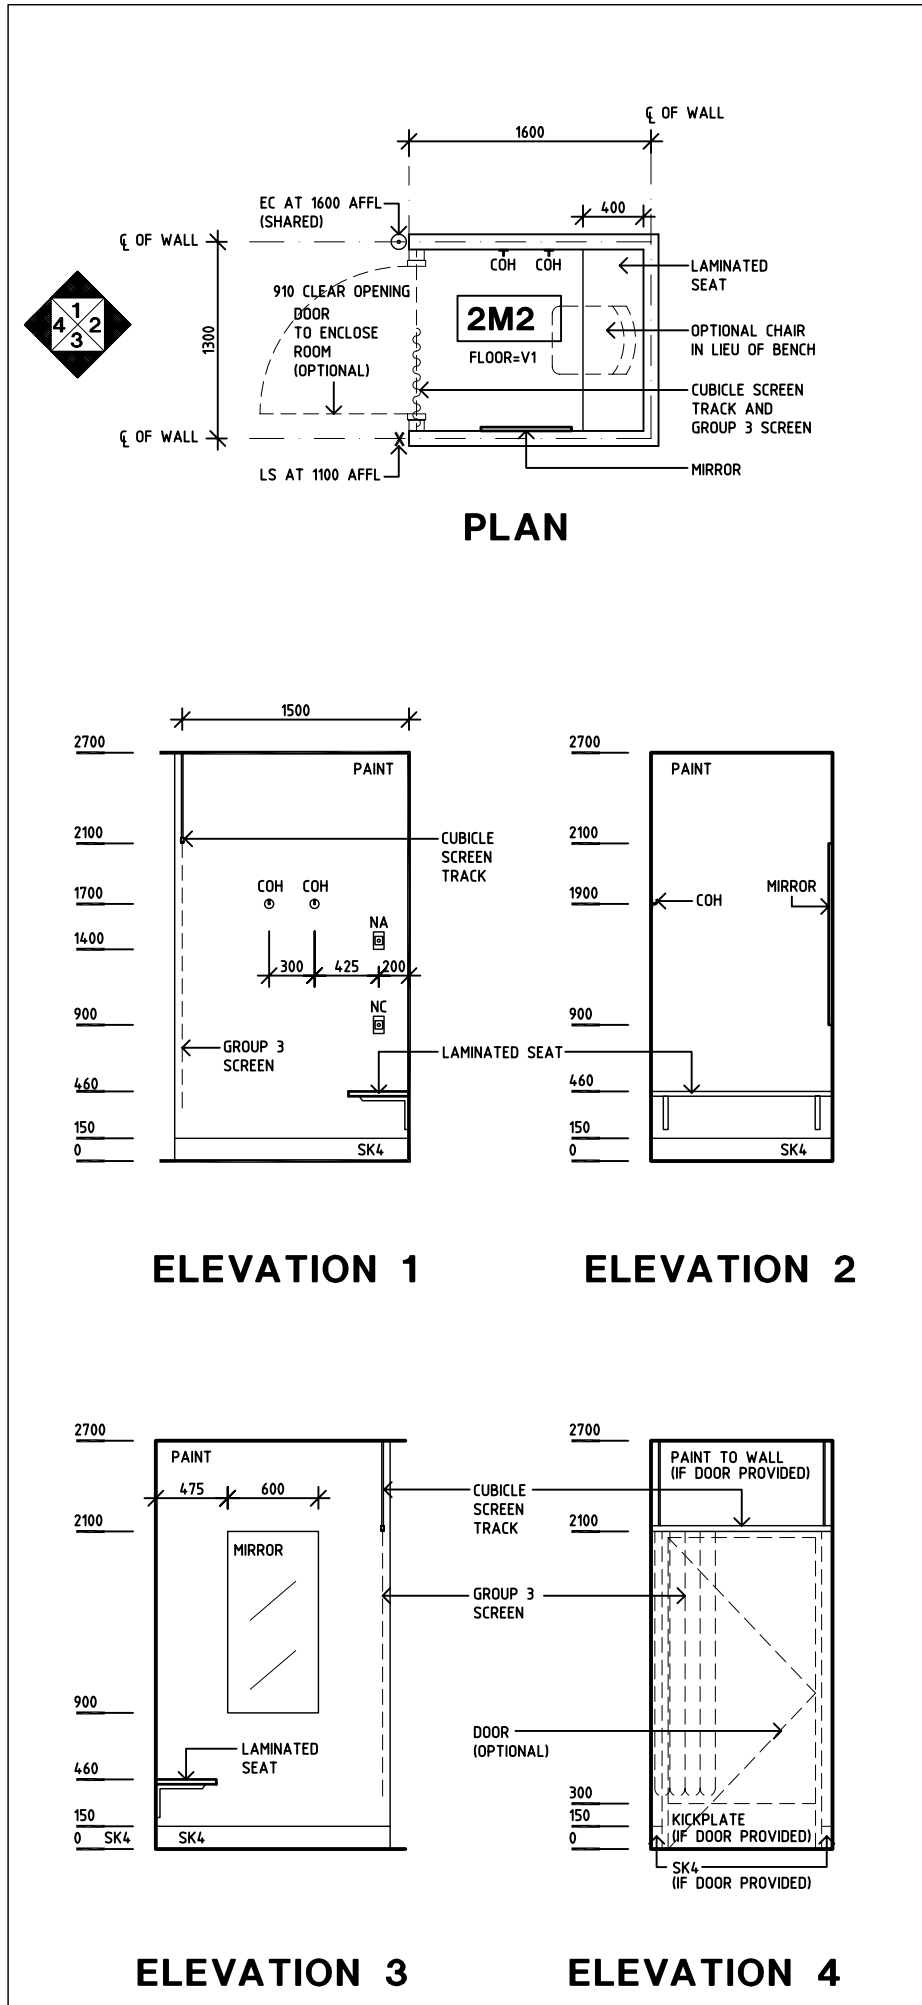 ℄ OF WALL
1600
EC AT 1600 AFFL
(SHARED)
400
℄ OF WALL
COH COH
LAMINATED
SEAT
910 CLEAR OPENING
DOOR
TO ENCLOSE
ROOM
(OPTIONAL)
1
4 2
3
1300
2M2
FLOOR=V1
OPTIONAL CHAIR
IN LIEU OF BENCH
CUBICLE SCREEN
TRACK AND
GROUP 3 SCREEN
℄ OF WALL
LS AT 1100 AFFL
MIRROR
PLAN
1500
2700
PAINT
2100
CUBICLE
SCREEN
TRACK
COH COH
1700
NA
1400
300 425 200
900
NC
GROUP 3
SCREEN
LAMINATED SEAT
460
150
0
SK4
ELEVATION 1
2700
PAINT
2100
MIRROR
1900
COH
900
460
150
0
SK4
ELEVATION 2
2700
PAINT
475 600
CUBICLE
SCREEN
TRACK
2100
MIRROR
GROUP 3
SCREEN
900
LAMINATED
SEAT
460
150
0 SK4 SK4
ELEVATION 3
2700
PAINT TO WALL
(IF DOOR PROVIDED)
2100
DOOR
(OPTIONAL)
300
150
0
KICKPLATE
(IF DOOR PROVIDED)
SK4
(IF DOOR PROVIDED)
ELEVATION 4